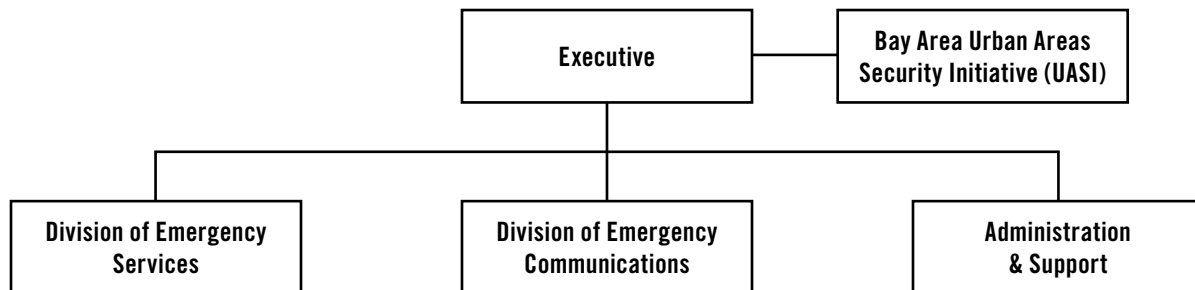 Executive
Bay Area Urban Areas
Security Initiative (UASI)
Division of Emergency
Services
Division of Emergency
Communications
Administration
& Support